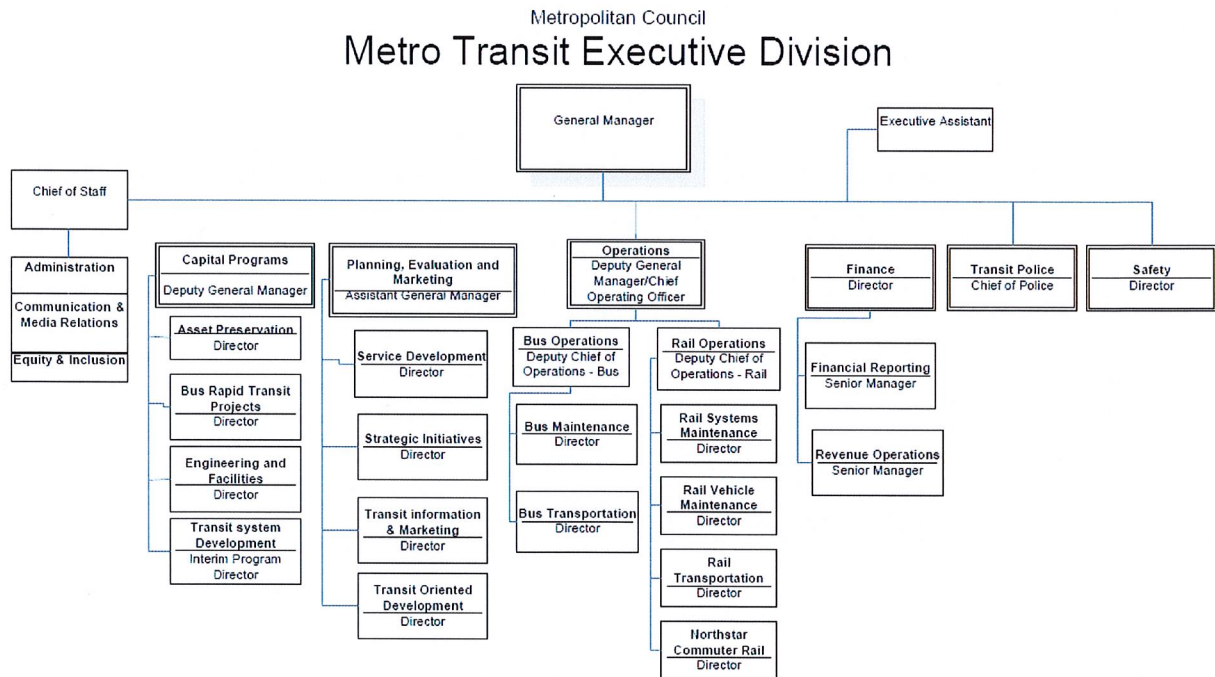 Metropolitan Council
Metro Transit Executive Division
General Manager
Executive Assistant
Chief of Staff
Administration
Communication &
Media Relations
Equity & Inclusion
Capital Programs
Deputy General Manager
Asset Preservation
Director
Bus Rapid Transit
Projects
Director
Engineering and
Facilities
Director
Transit system
Development
Interim Program
Director
Planning, Evaluation and
Marketing
Assistant General Manager
Service Development
Director
Strategic Initiatives
Director
Transit information
& Marketing
Director
Transit Oriented
Development
Director
Operations
Deputy General
Manager/Chief
Operating Officer
Bus Operations
Deputy Chief of
Operations - Bus
Bus Maintenance
Director
Bus Transportation
Director
Rail Operations
Deputy Chief of
Operations - Rail
Rail Systems
Maintenance
Director
Rail Vehicle
Maintenance
Director
Rail
Transportation
Director
Northstar
Commuter Rail
Director
Finance
Director
Financial Reporting
Senior Manager
Revenue Operations
Senior Manager
Transit Police
Chief of Police
Safety
Director